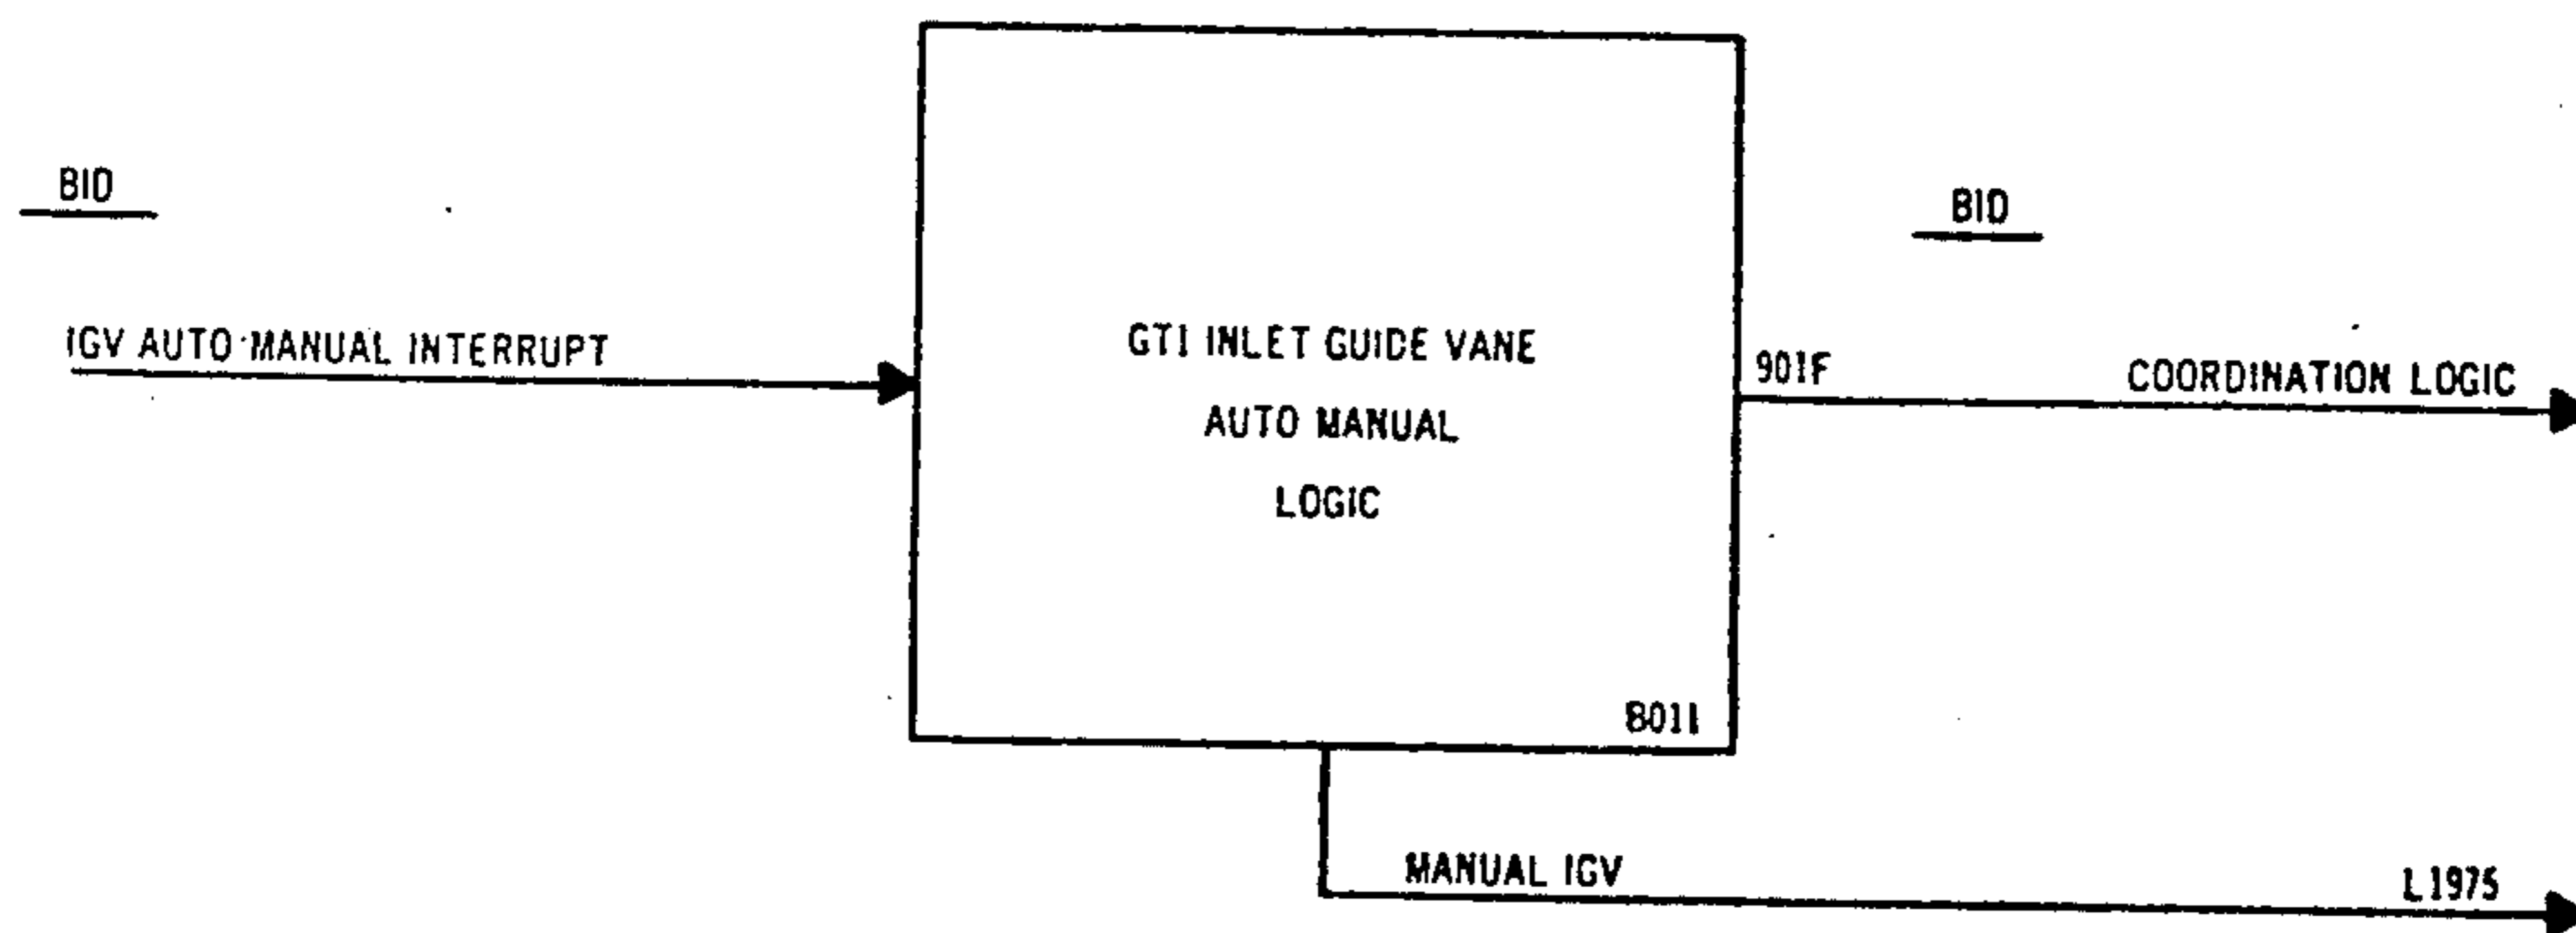 BID
BID
IGV AUTO MANUAL INTERRUPT
GT1 INLET GUIDE VANE
AUTO MANUAL
LOGIC
901F
COORDINATION LOGIC
B011
MANUAL IGV
L1975